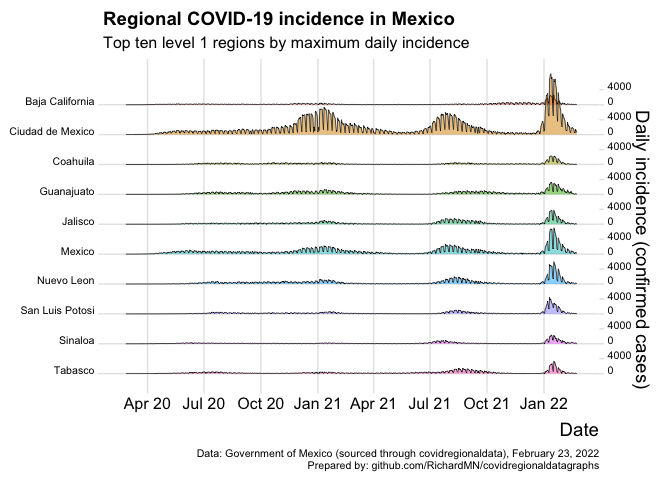 Regional COVID-19 incidence in Mexico
Top ten level 1 regions by maximum daily incidence
Baja California
4000
0
Ciudad de Mexico
4000
0
Coahuila
4000
0
Guanajuato
4000
0
Jalisco
4000
0
Mexico
4000
0
Nuevo Leon
4000
0
San Luis Potosi
4000
0
Sinaloa
4000
0
Tabasco
4000
0
Daily incidence (confirmed cases)
Apr 20 Jul 20 Oct 20 Jan 21 Apr 21 Jul 21 Oct 21 Jan 22
Date
Data: Government of Mexico (sourced through covidregionaldata), February 23, 2022
Prepared by: github.com/RichardMN/covidregionaldatagraphs